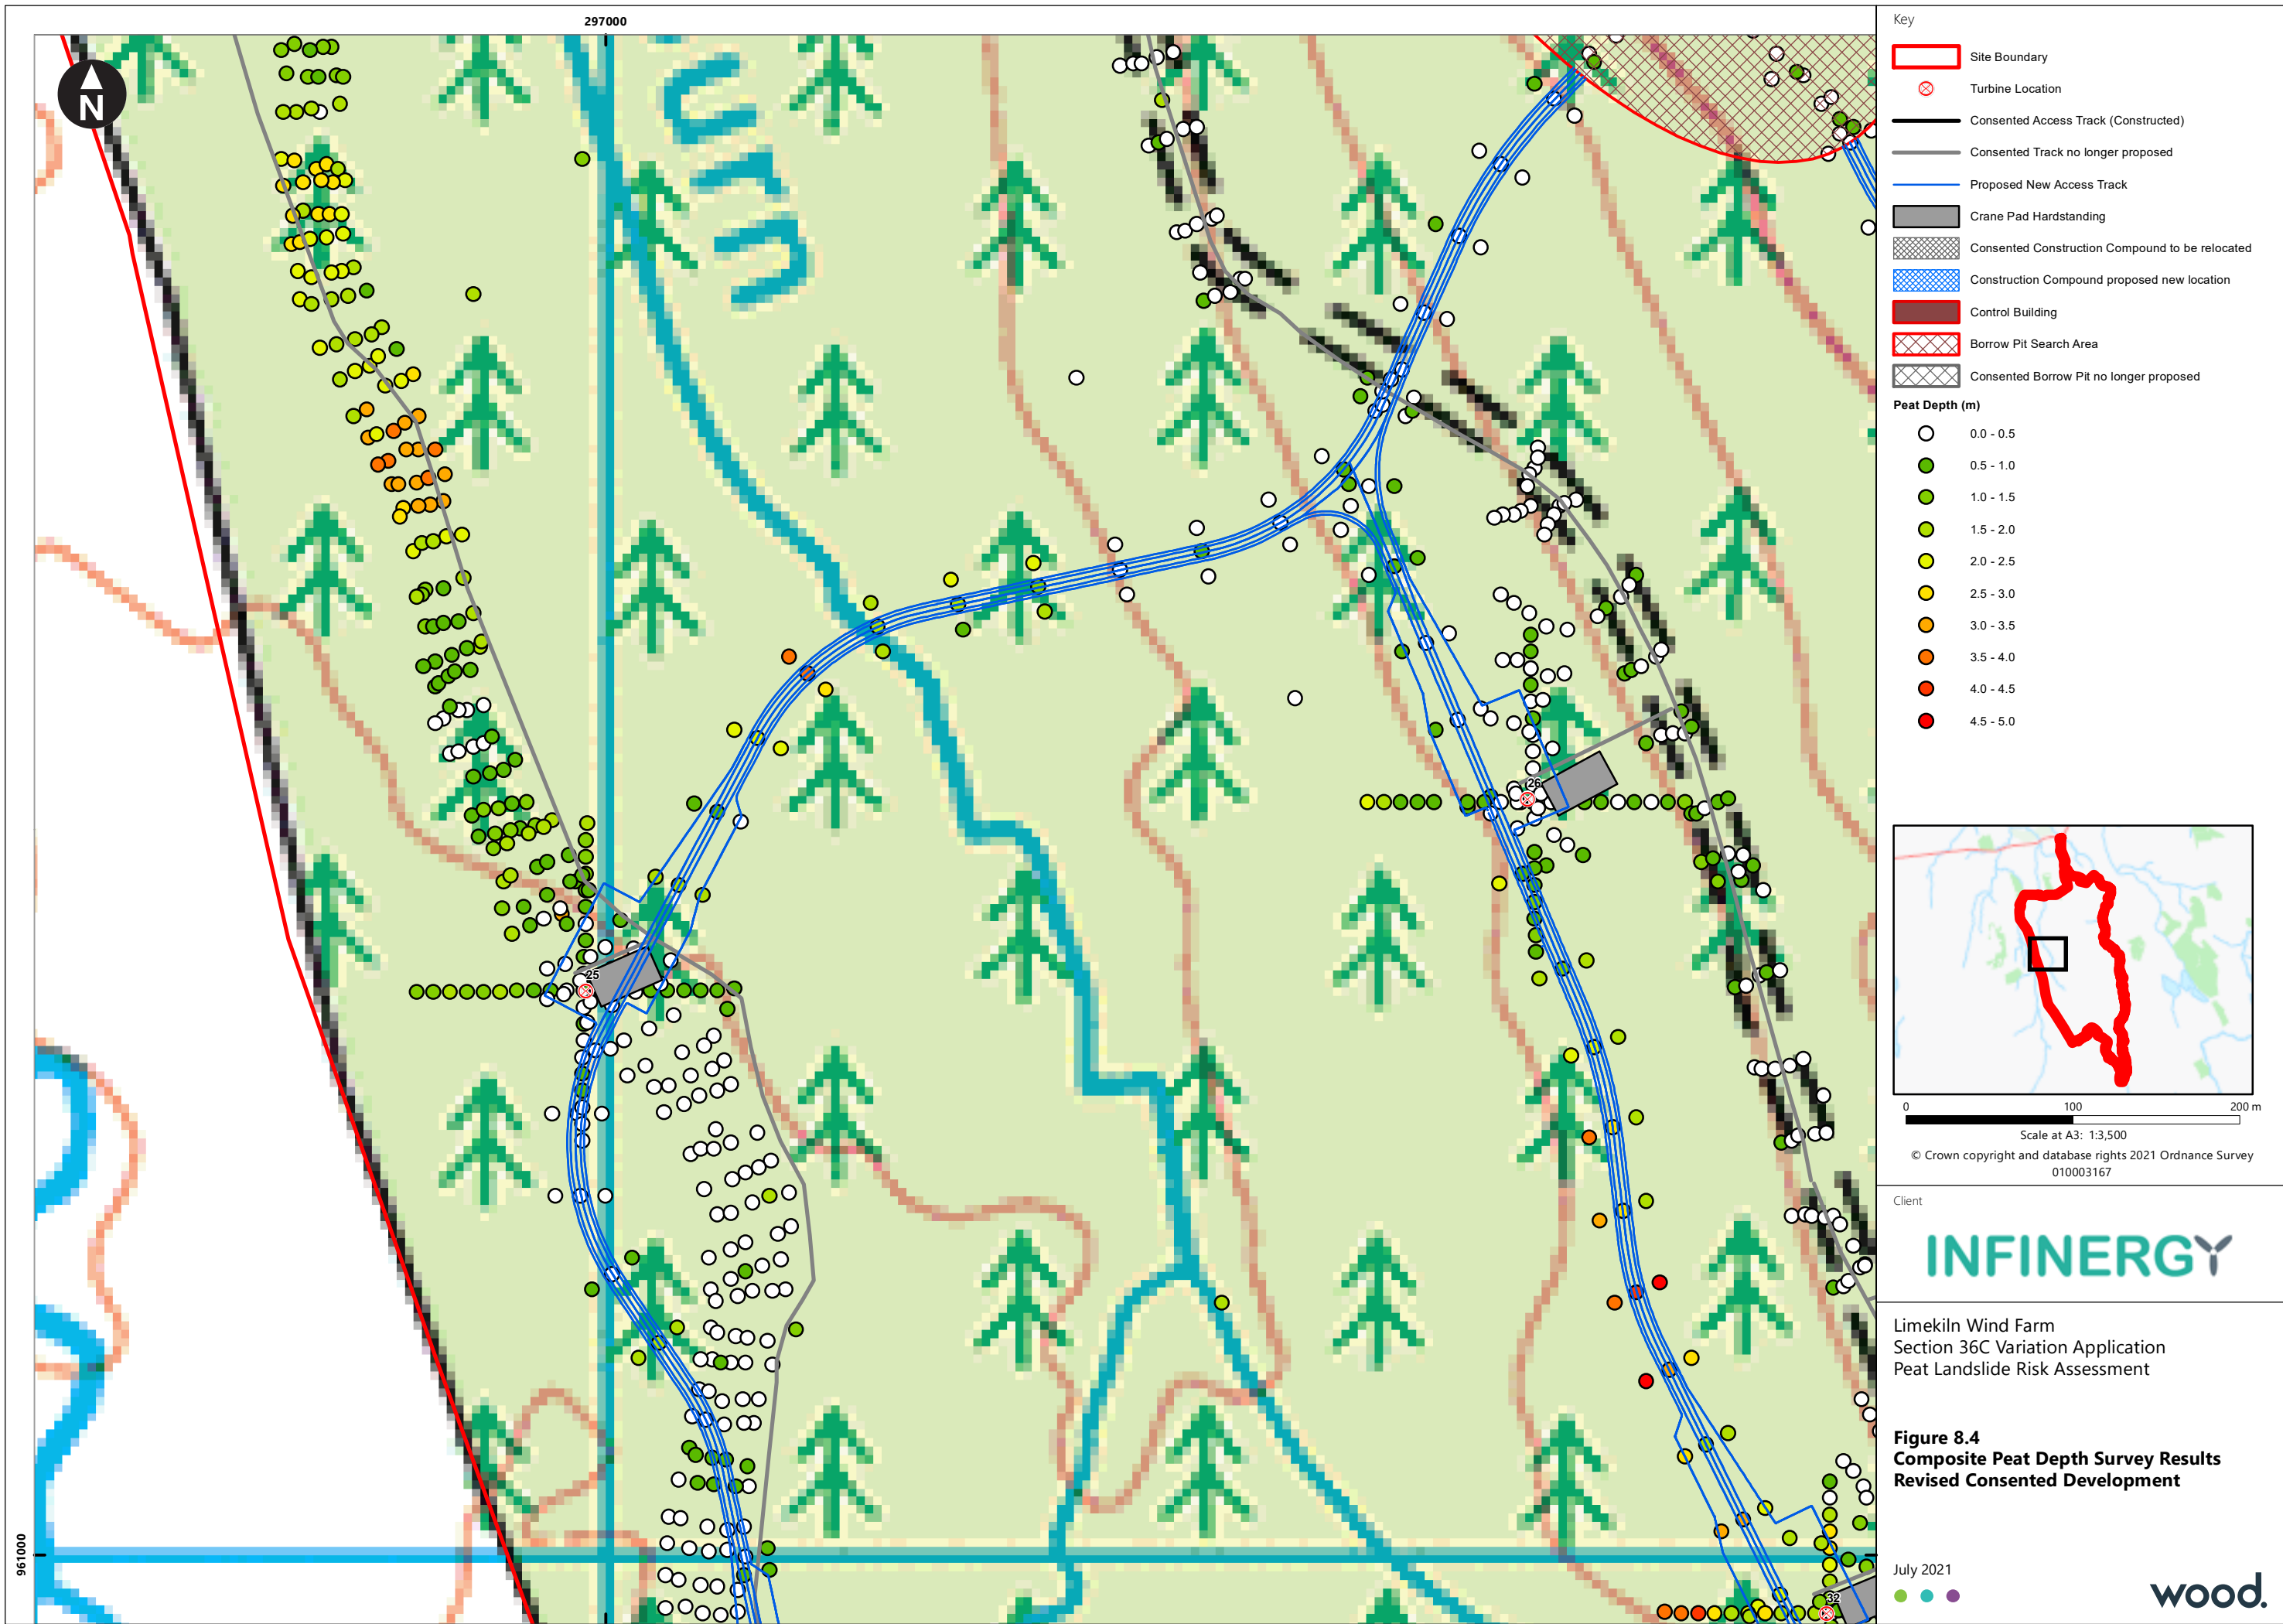 297000
961000
N
urn
25
26
32
Key
Site Boundary
Turbine Location
Consented Access Track (Constructed)
Consented Track no longer proposed
Proposed New Access Track
Crane Pad Hardstanding
Consented Construction Compound to be relocated
Construction Compound proposed new location
Control Building
Borrow Pit Search Area
Consented Borrow Pit no longer proposed
Peat Depth (m)
0.0 - 0.5
0.5 - 1.0
1.0 - 1.5
1.5 - 2.0
2.0 - 2.5
2.5 - 3.0
3.0 - 3.5
3.5 - 4.0
4.0 - 4.5
4.5 - 5.0
0 100 200 m
Scale at A3: 1:3,500
© Crown copyright and database rights 2021 Ordnance Survey
010003167
Client
INFINERGY
Limekiln Wind Farm
Section 36C Variation Application
Peat Landslide Risk Assessment
Figure 8.4
Composite Peat Depth Survey Results
Revised Consented Development
July 2021
wood.